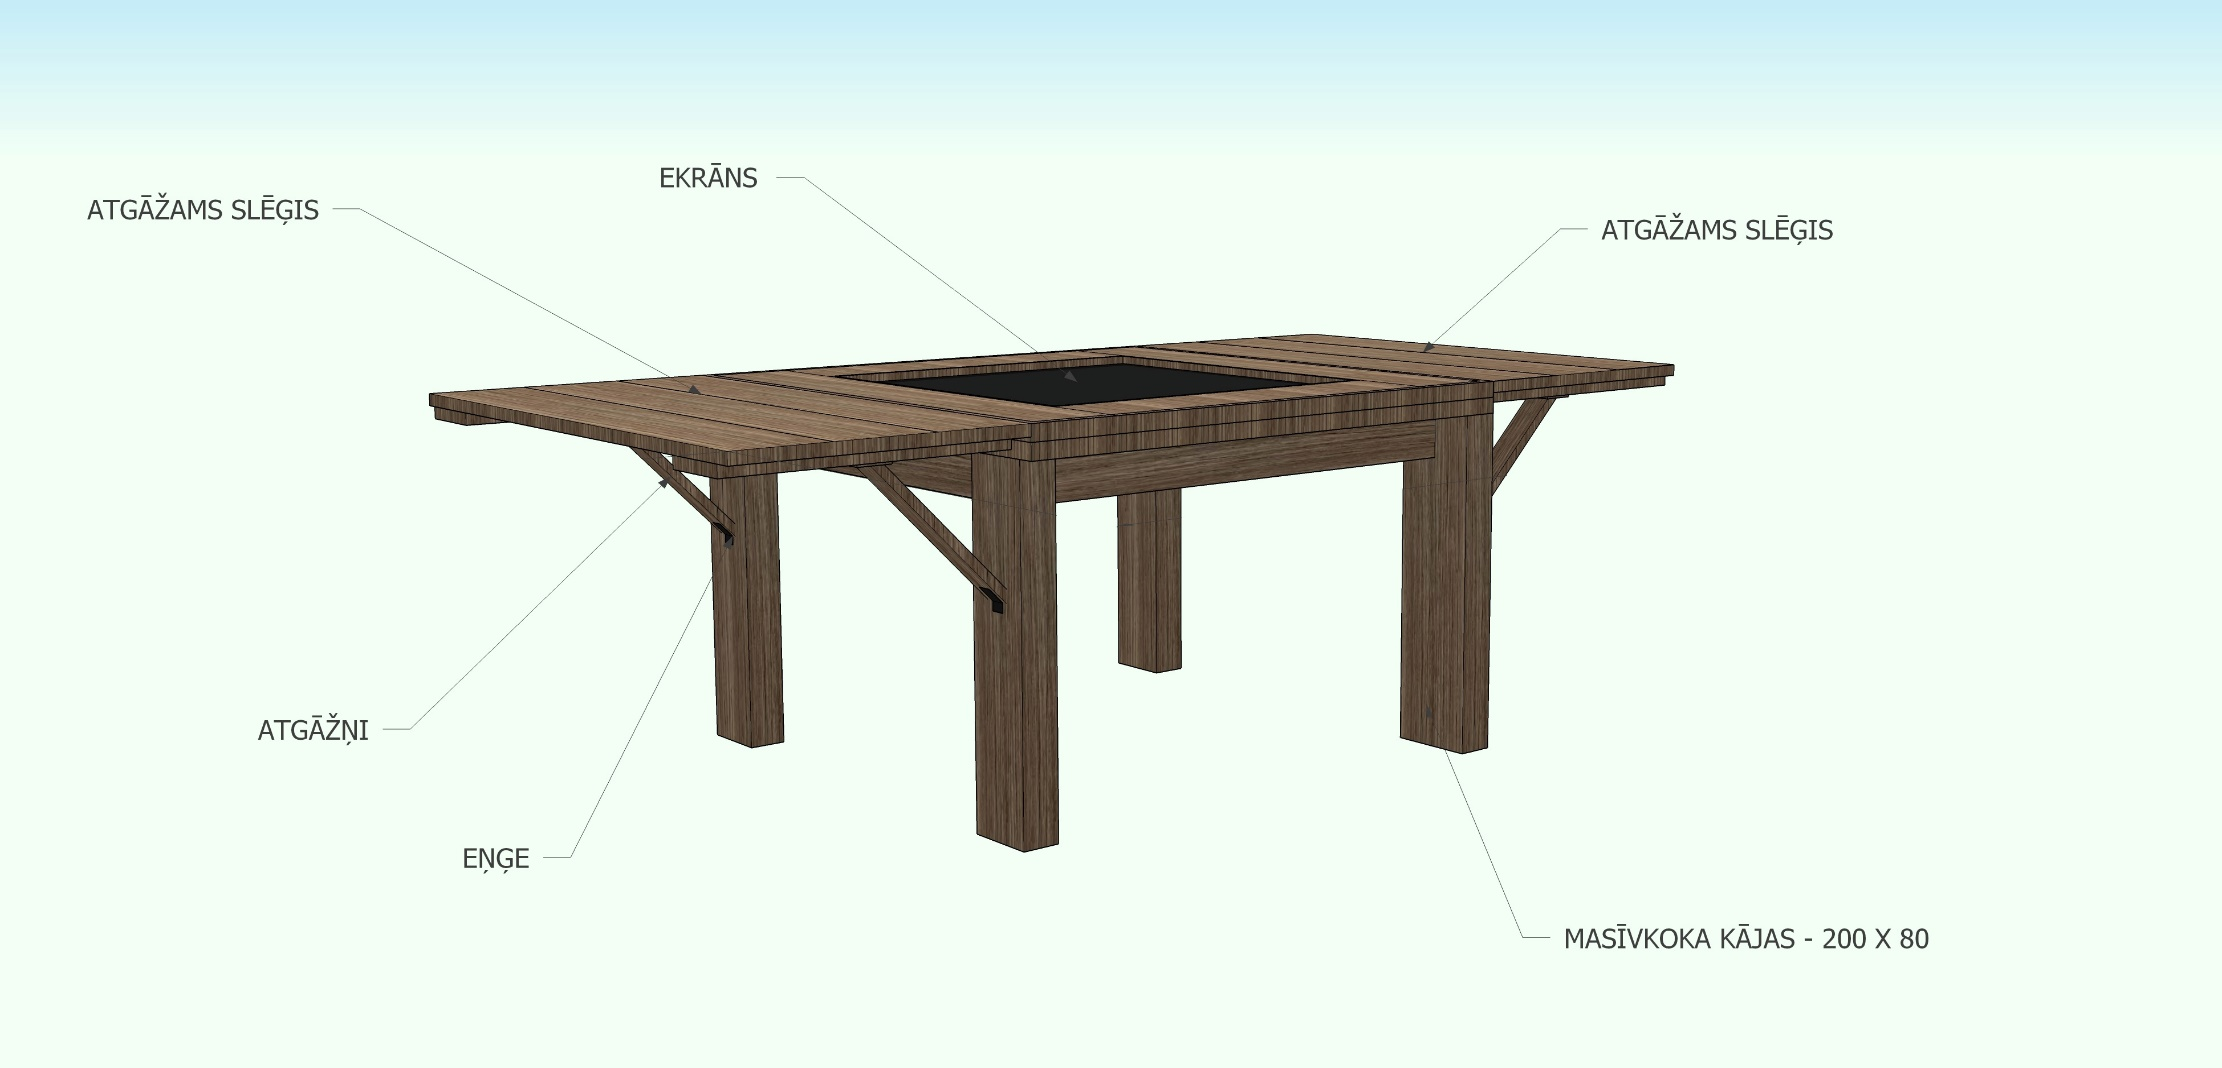 EKRĀNS
ATGĀŽAMS SLĒĢIS
ATGĀŽAMS SLĒĢIS
ATGĀŽŅI
EŅĢE
MASĪVKOKA KĀJAS - 200 X 80